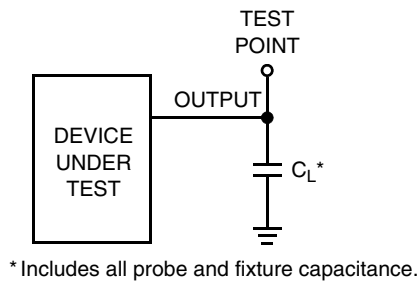 TEST
POINT
OUTPUT
DEVICE
UNDER
TEST
C_L*
* Includes all probe and fixture capacitance.